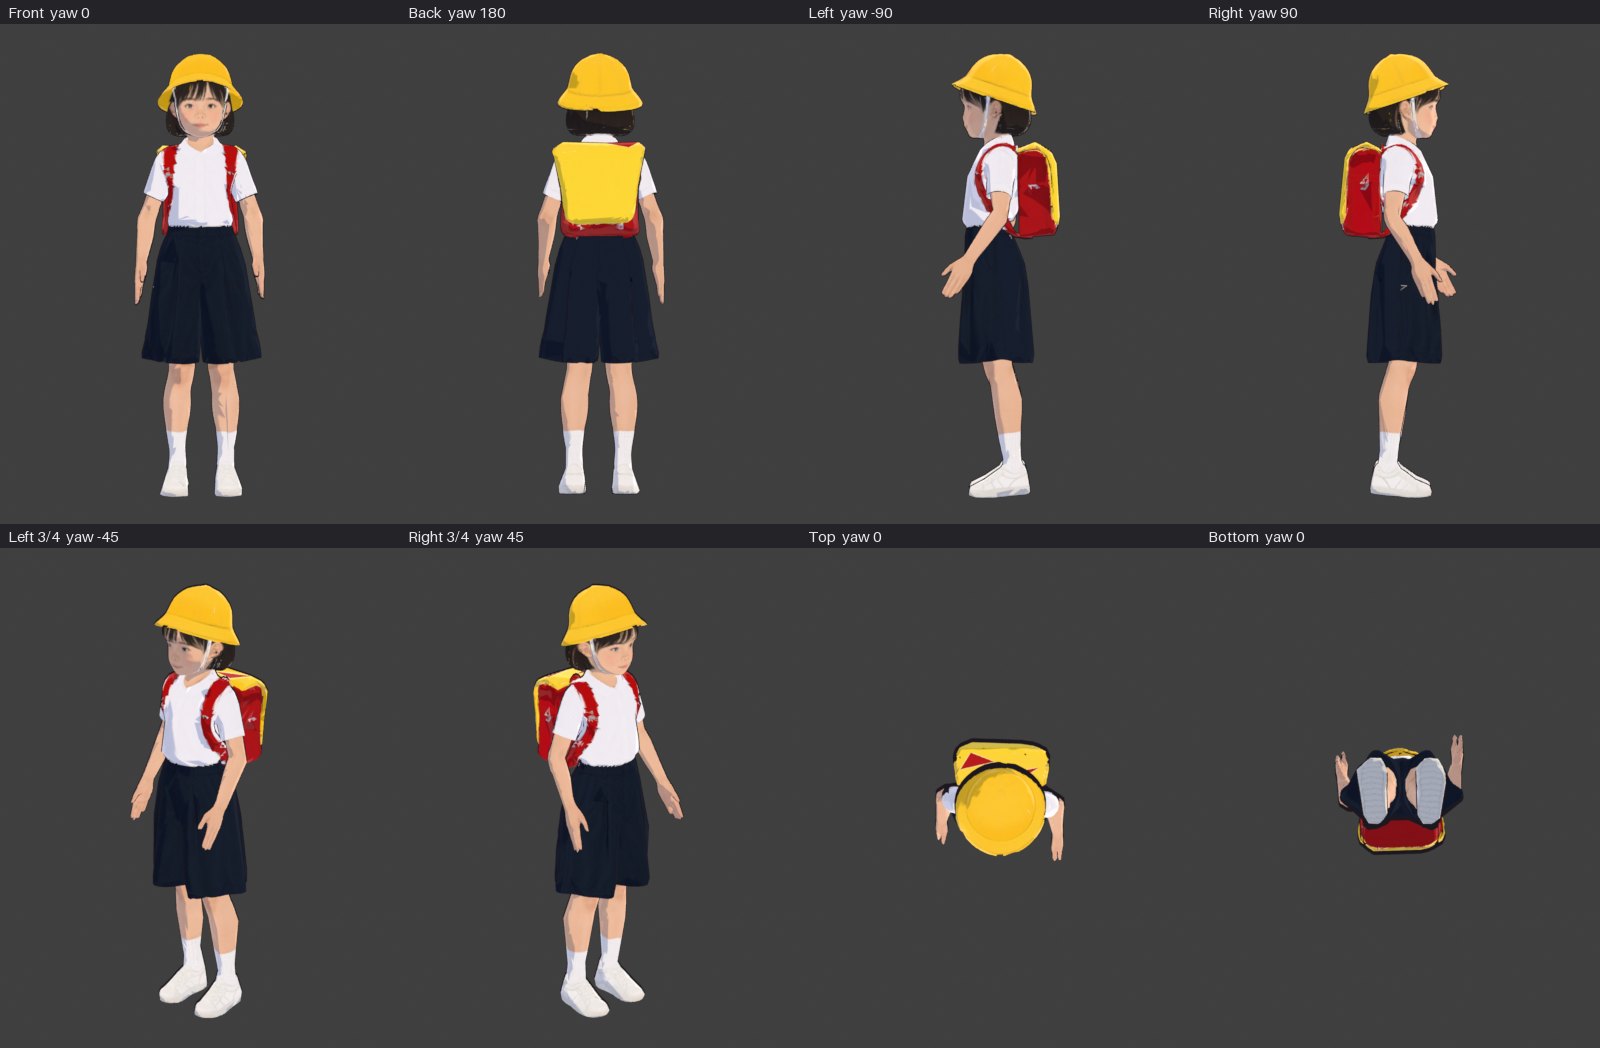 Front yaw 0
Back yaw 180
Left yaw -90
Right yaw 90
Left 3/4 yaw -45
Right 3/4 yaw 45
Top yaw 0
Bottom yaw 0